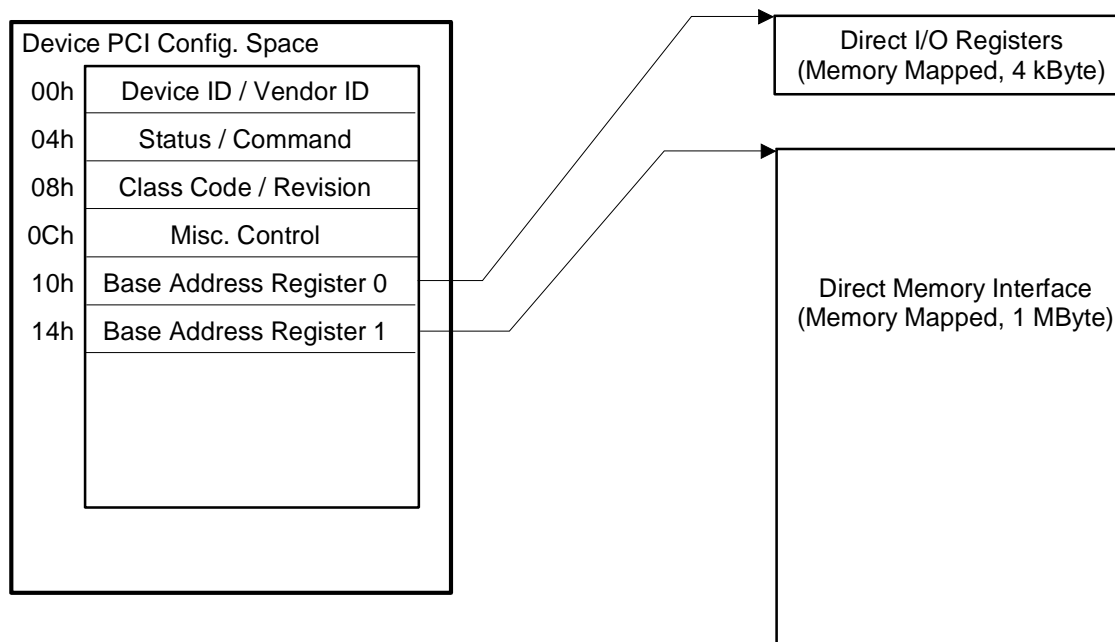 Device PCI Config. Space
00h Device ID / Vendor ID
04h Status / Command
08h Class Code / Revision
0Ch Misc. Control
10h Base Address Register 0
14h Base Address Register 1
Direct I/O Registers
(Memory Mapped, 4 kByte)
Direct Memory Interface
(Memory Mapped, 1 MByte)